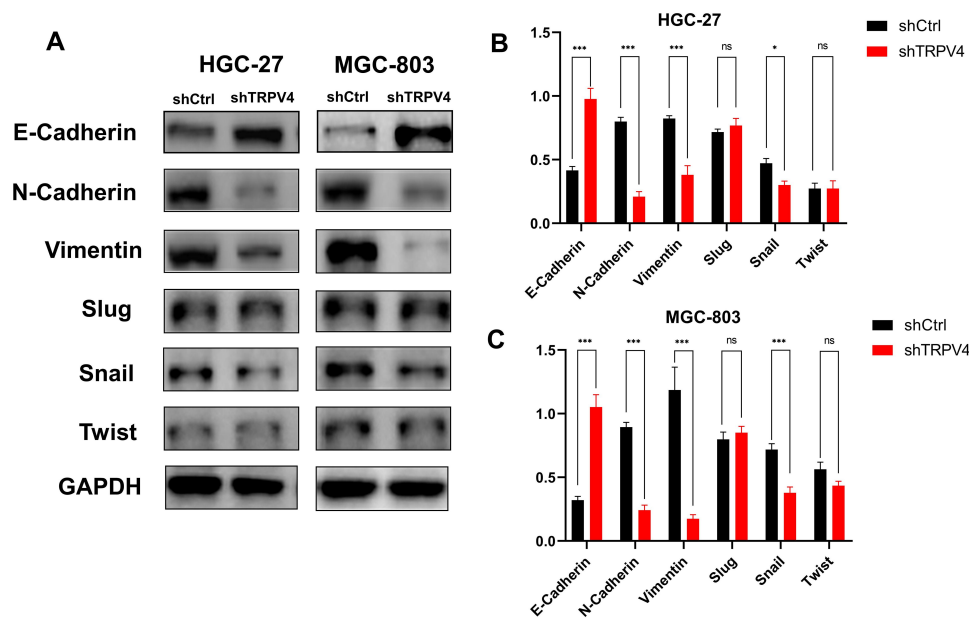 A
HGC-27 MGC-803
shCtrl shTRPV4 shCtrl shTRPV4
E-Cadherin
N-Cadherin
Vimentin
Slug
Snail
Twist
GAPDH
B
HGC-27
shCtrl
shTRPV4
*** *** *** ns * ns
1.5
1.0
0.5
0.0
E-Cadherin N-Cadherin Vimentin Slug Snail Twist
C
MGC-803
shCtrl
shTRPV4
*** *** *** ns *** ns
1.5
1.0
0.5
0.0
E-Cadherin N-Cadherin Vimentin Slug Snail Twist